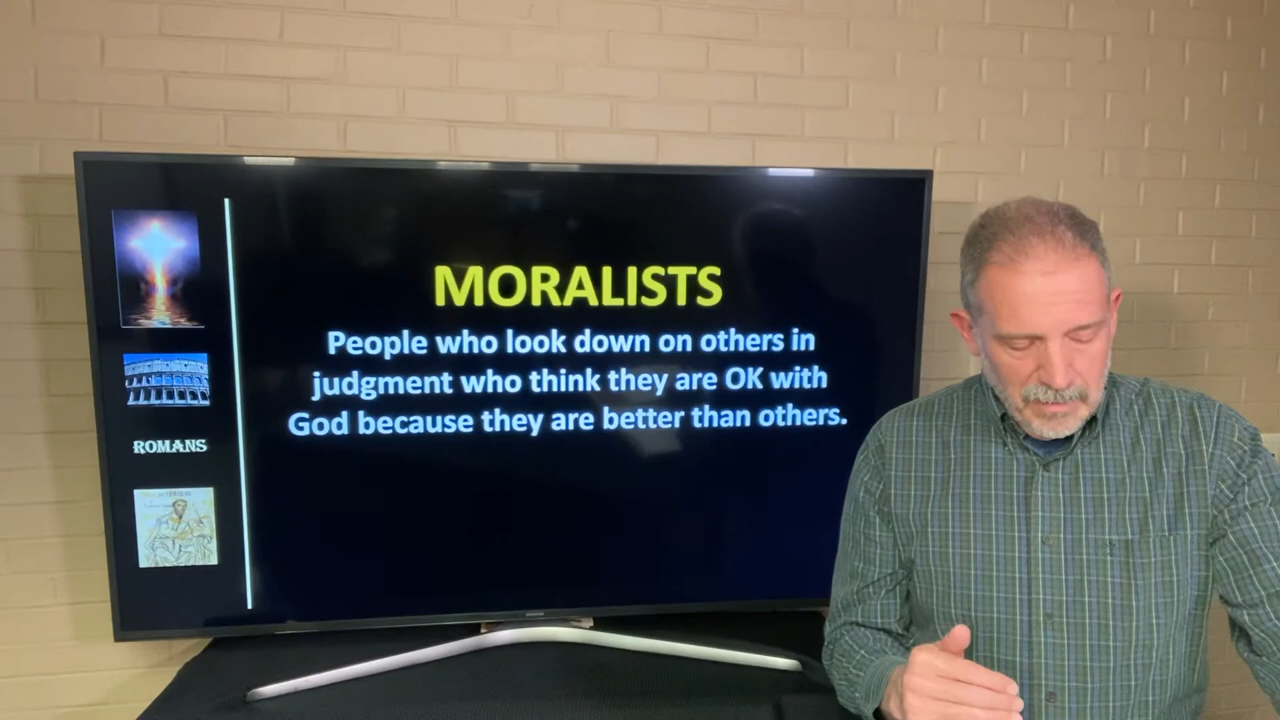 MORALISTS
People who look down on others in
judgment who think they are OK with
God because they are better than others.
ROMANS